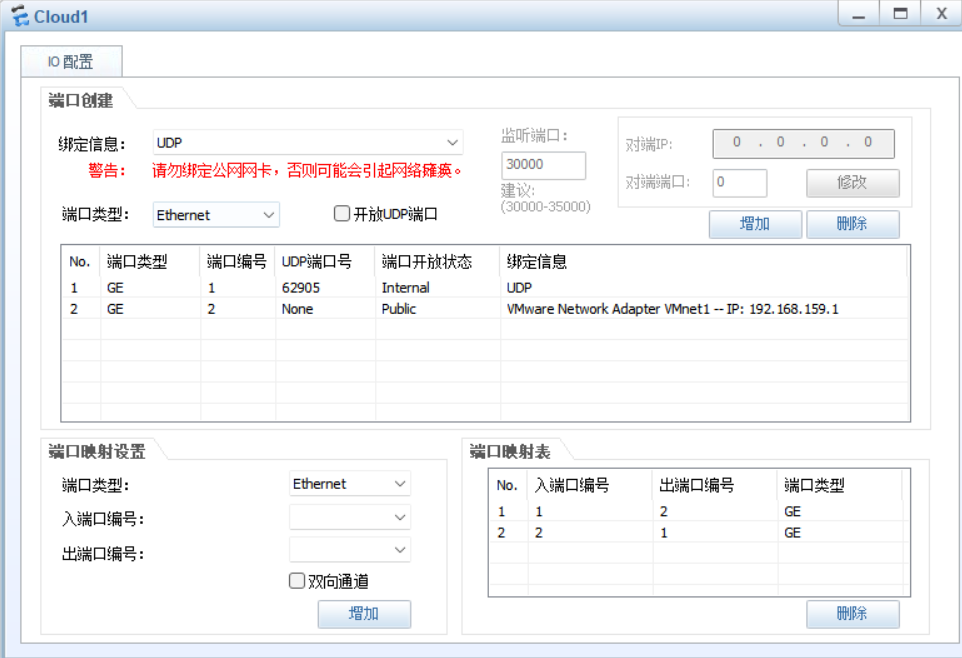 Cloud1
IO 配置
端口创建
绑定信息: UDP
警告: 请勿绑定公网网卡，否则可能会引起网络瘫痪。
端口类型: Ethernet 开放UDP端口
监听端口:
30000
建议:
(30000-35000)
对端IP: 0 . 0 . 0 . 0
对端端口: 0 修改
增加 删除
No. 端口类型 端口编号 UDP端口号 端口开放状态 绑定信息
1 GE 1 62905 Internal UDP
2 GE 2 None Public VMware Network Adapter VMnet1 -- IP: 192.168.159.1
端口映射设置
端口类型: Ethernet
入端口编号:
出端口编号:
双向通道
增加
端口映射表
No. 入端口编号 出端口编号 端口类型
1 1 2 GE
2 2 1 GE
删除